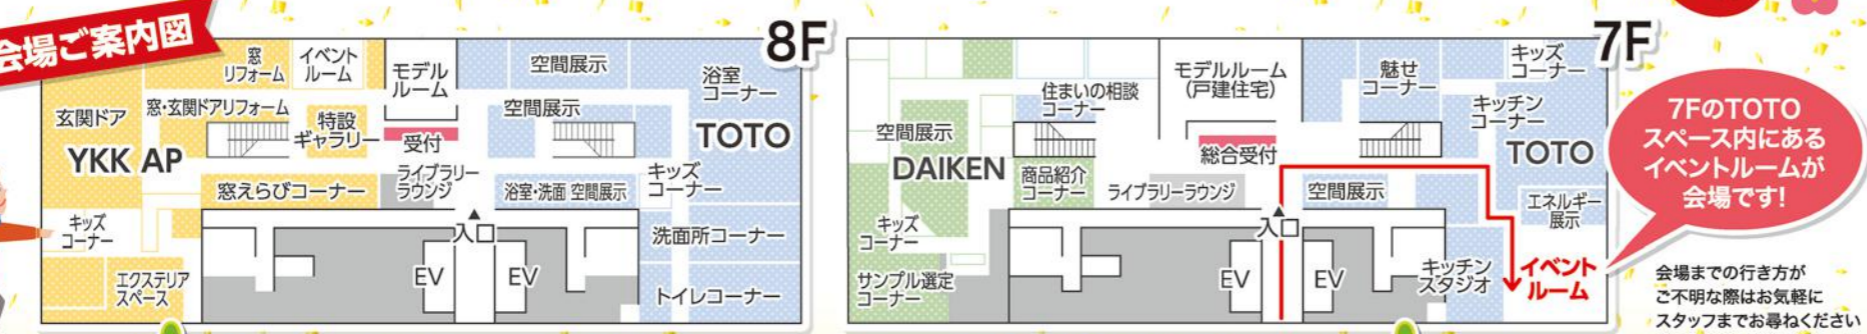 会場ご案内図
8F
窓
リフォーム
イベント
ルーム
モデル
ルーム
空間展示
浴室
コーナー
玄関ドア
窓・玄関ドアリフォーム
特設
ギャラリー
受付
空間展示
TOTO
YKK AP
ライブラリー
ラウンジ
キッズ
コーナー
窓えらびコーナー
浴室・洗面 空間展示
キッズ
コーナー
入口
洗面所コーナー
エクステリア
スペース
EV
EV
トイレコーナー
7F
キッズ
コーナー
モデルルーム
(戸建住宅)
魅せ
コーナー
住まいの相談
コーナー
キッチン
コーナー
空間展示
総合受付
TOTO
DAIKEN
商品紹介
コーナー
ライブラリーラウンジ
空間展示
エネルギー
展示
キッズ
コーナー
入口
サンプル選定
コーナー
EV
EV
キッチン
スタジオ
イベント
ルーム
7FのTOTO
スペース内にある
イベントルームが
会場です!
会場までの行き方が
ご不明な際はお気軽に
スタッフまでお尋ねください